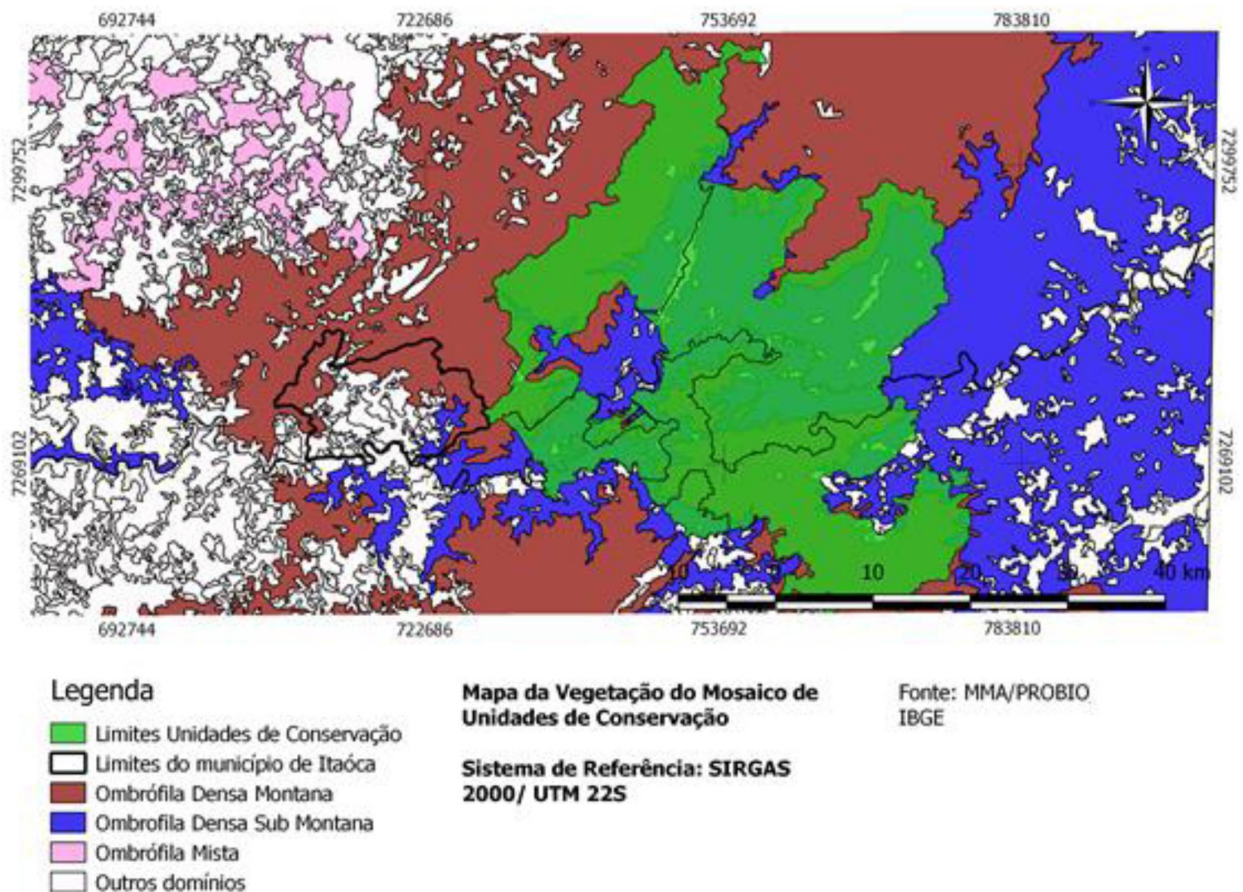 692744 722686 753692 783810
7299752 7299752
7269102 7269102
10 0 10 20 30 40 km
692744 722686 753692 783810
Legenda
Limites Unidades de Conservação
Limites do município de Itaóca
Ombrófila Densa Montana
Ombrofila Densa Sub Montana
Ombrófila Mista
Outros domínios
Mapa da Vegetação do Mosaico de
Unidades de Conservação
Sistema de Referência: SIRGAS
2000/ UTM 22S
Fonte: MMA/PROBIO
IBGE